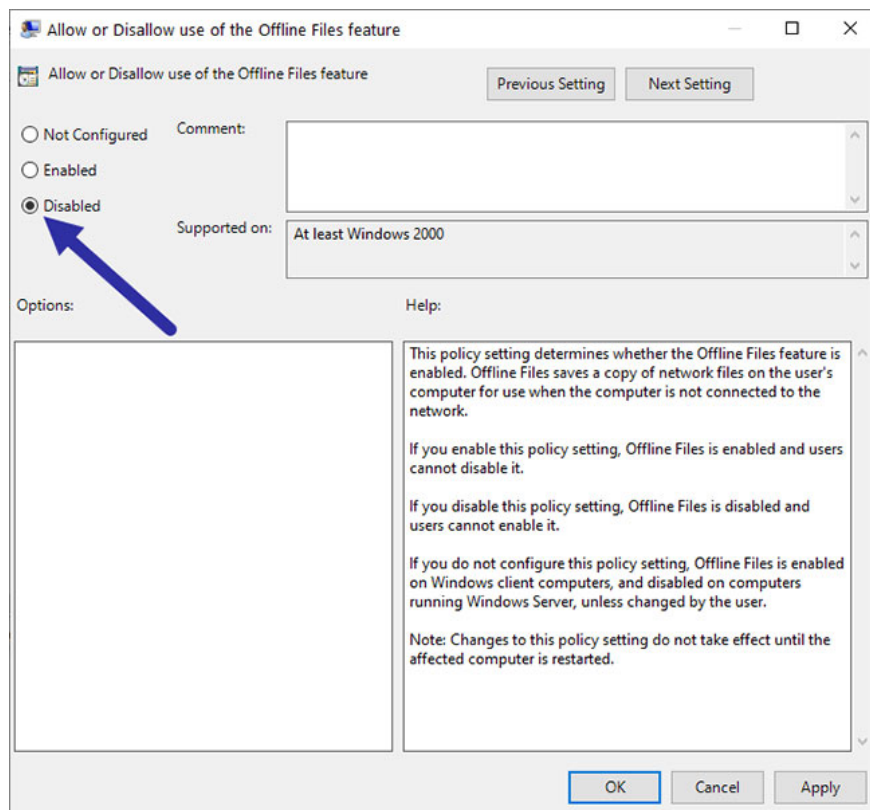 Allow or Disallow use of the Offline Files feature
Allow or Disallow use of the Offline Files feature
Previous Setting
Next Setting
Not Configured
Comment:
Enabled
Disabled
Supported on:
At least Windows 2000
Options:
Help:
This policy setting determines whether the Offline Files feature is
enabled. Offline Files saves a copy of network files on the user's
computer for use when the computer is not connected to the
network.
If you enable this policy setting, Offline Files is enabled and users
cannot disable it.
If you disable this policy setting, Offline Files is disabled and
users cannot enable it.
If you do not configure this policy setting, Offline Files is enabled
on Windows client computers, and disabled on computers
running Windows Server, unless changed by the user.
Note: Changes to this policy setting do not take effect until the
affected computer is restarted.
OK
Cancel
Apply